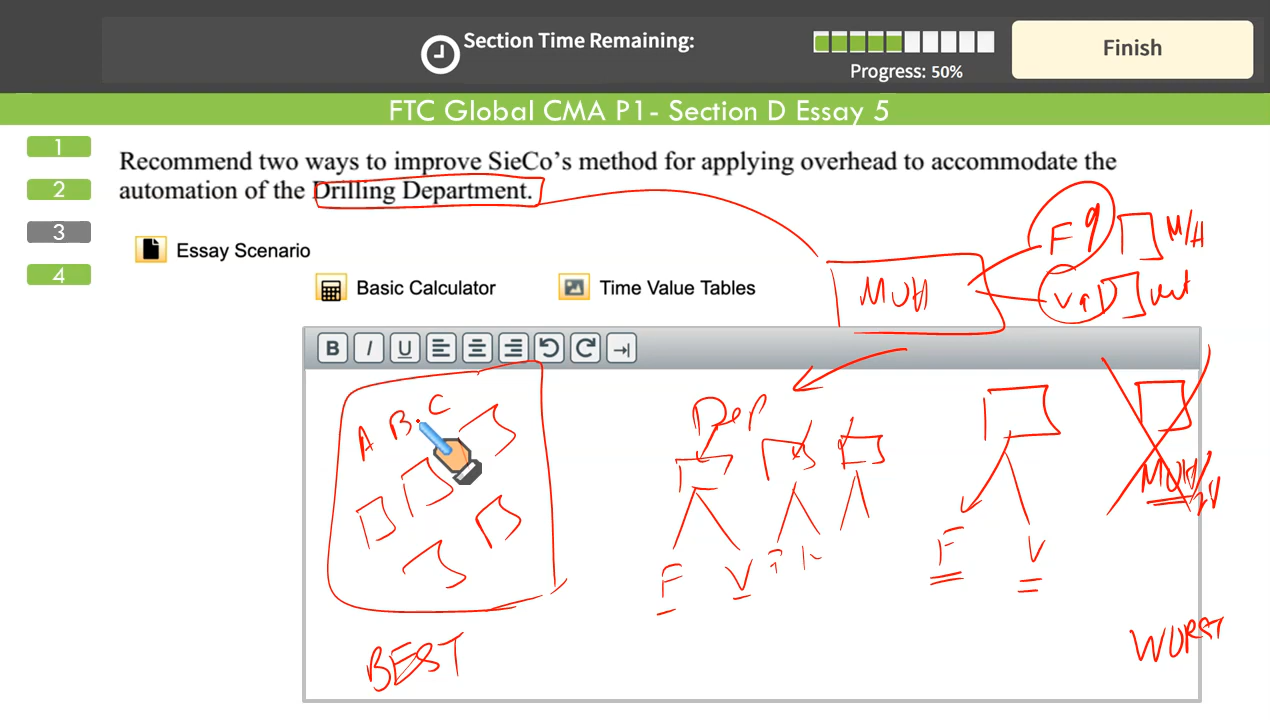 Section Time Remaining:
Progress: 50%
Finish
FTC Global CMA P1- Section D Essay 5
1
2
3
4
Recommend two ways to improve SieCo's method for applying overhead to accommodate the
automation of the Drilling Department.
Essay Scenario
Basic Calculator
Time Value Tables
MOH
F
M/H
V
B I U
A B. C
Dep
F V
F V
MOH
BEST
WORST